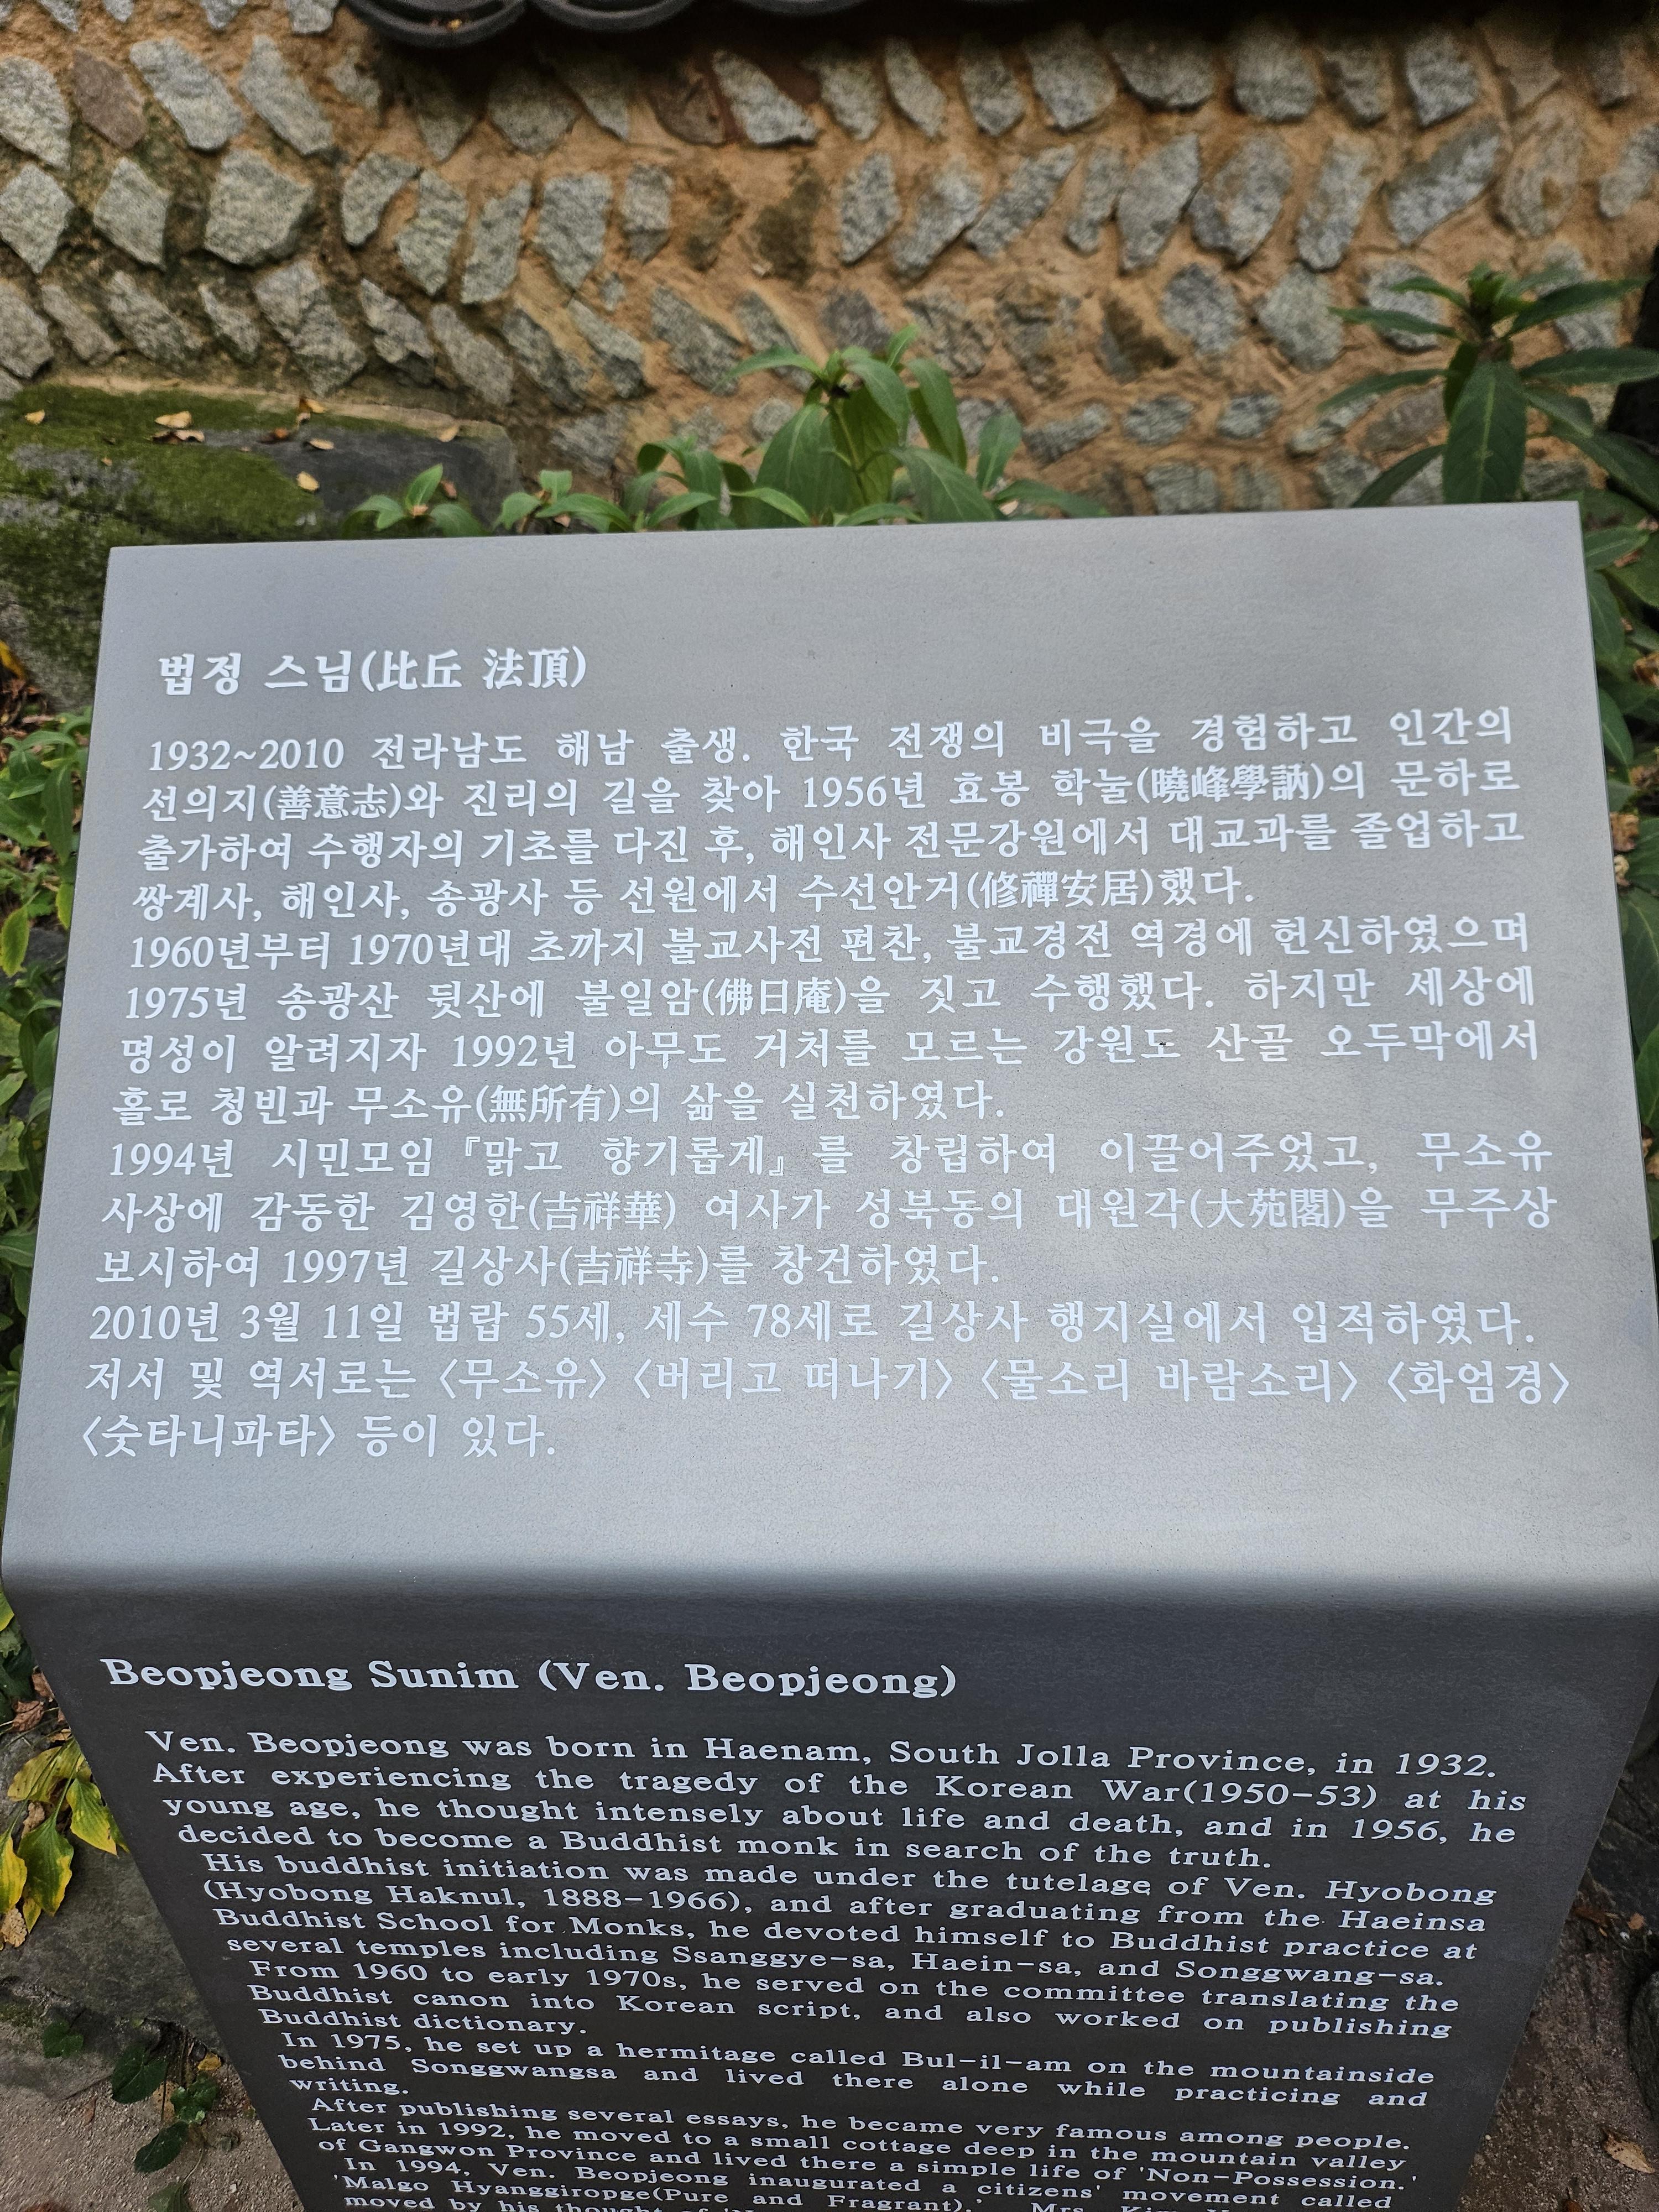 법정 스님(比丘 法頂)
1932~2010 전라남도 해남 출생. 한국 전쟁의 비극을 경험하고 인간의
선의지(善意志)와 진리의 길을 찾아 1956년 효봉 학눌(曉峰學訥)의 문하로
출가하여 수행자의 기초를 다진 후, 해인사 전문강원에서 대교과를 졸업하고
쌍계사, 해인사, 송광사 등 선원에서 수선안거(修禪安居)했다.
1960년부터 1970년대 초까지 불교사전 편찬, 불교경전 역경에 헌신하였으며
1975년 송광산 뒷산에 불일암(佛日庵)을 짓고 수행했다. 하지만 세상에
명성이 알려지자 1992년 아무도 거처를 모르는 강원도 산골 오두막에서
홀로 청빈과 무소유(無所有)의 삶을 실천하였다.
1994년 시민모임『맑고 향기롭게』를 창립하여 이끌어주었고, 무소유
사상에 감동한 김영한(吉祥華) 여사가 성북동의 대원각(大苑閣)을 무주상
보시하여 1997년 길상사(吉祥寺)를 창건하였다.
2010년 3월 11일 법랍 55세, 세수 78세로 길상사 행지실에서 입적하였다.
저서 및 역서로는 〈무소유〉〈버리고 떠나기〉〈물소리 바람소리〉〈화엄경〉
〈숫타니파타〉 등이 있다.
Beopjeong Sunim (Ven. Beopjeong)
Ven. Beopjeong was born in Haenam, South Jolla Province, in 1932.
After experiencing the tragedy of the Korean War(1950-53) at his
young age, he thought intensely about life and death, and in 1956, he
decided to become a Buddhist monk in search of the truth.
His buddhist initiation was made under the tutelage of Ven. Hyobong
(Hyobong Haknul, 1888-1966), and after graduating from the Haeinsa
Buddhist School for Monks, he devoted himself to Buddhist practice at
several temples including Ssanggye-sa, Haein-sa, and Songgwang-sa.
From 1960 to early 1970s, he served on the committee translating the
Buddhist canon into Korean script, and also worked on publishing
Buddhist dictionary.
In 1975, he set up a hermitage called Bul-il-am on the mountainside
behind Songgwangsa and lived there alone while practicing and
writing.
After publishing several essays, he became very famous among people.
Later in 1992, he moved to a small cottage deep in the mountain valley
of Gangwon Province and lived there a simple life of 'Non-Possession.'
In 1994, Ven. Beopjeong inaugurated a citizens' movement called
'Malgo Hyanggiropge(Pure and Fragrant).' Mrs. Kim
moved by his thought of